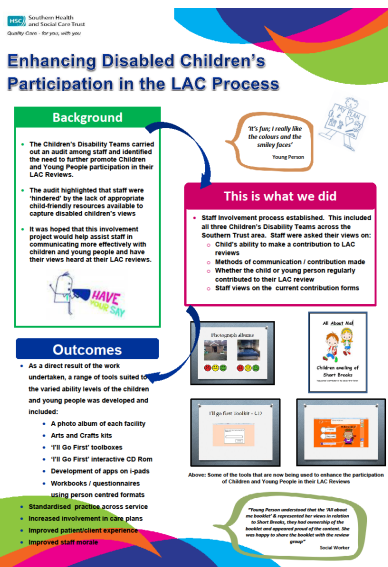 HSC Southern Health
and Social Care Trust
Quality Care - for you, with you
Enhancing Disabled Children's
Participation in the LAC Process
Background
• The Children's Disability Teams carried
out an audit among staff and identified
the need to further promote Children
and Young People participation in their
LAC Reviews.
• The audit highlighted that staff were
'hindered' by the lack of appropriate
child-friendly resources available to
capture disabled children's views
• It was hoped that this involvement
project would help assist staff in
communicating more effectively with
children and young people and have
their views heard at their LAC reviews.
HAVE
YOUR SAY
'It's fun; I really like
the colours and the
smiley faces'
Young Person
MY PLAN
This is what we did
• Staff involvement process established. This included
all three Children's Disability Teams across the
Southern Trust area. Staff were asked their views on:
o Child's ability to make a contribution to LAC
reviews
o Methods of communication / contribution made
o Whether the child or young person regularly
contributed to their LAC review
o Staff views on the current contribution forms
Outcomes
• As a direct result of the work
undertaken, a range of tools suited to
the varied ability levels of the children
and young people was developed and
included:
• A photo album of each facility
• Arts and Crafts kits
• 'I'll Go First' toolboxes
• 'I'll Go First' interactive CD Rom
• Development of apps on i-pads
• Workbooks / questionnaires
using person centred formats
• Standardised practice across service
• Increased involvement in care plans
• Improved patient/client experience
• Improved staff morale
Photograph albums
All About Me!
Children availing of
Short Breaks
I'll go first toolkit -
Above: Some of the tools that are now being used to enhance the participation
of Children and Young People in their LAC Reviews
"Young Person understood that the 'All about
me booklet' & represented her views in relation
to Short Breaks, they had ownership of the
booklet and appeared proud of the content. She
was happy to share the booklet with the review
group"
Social Worker